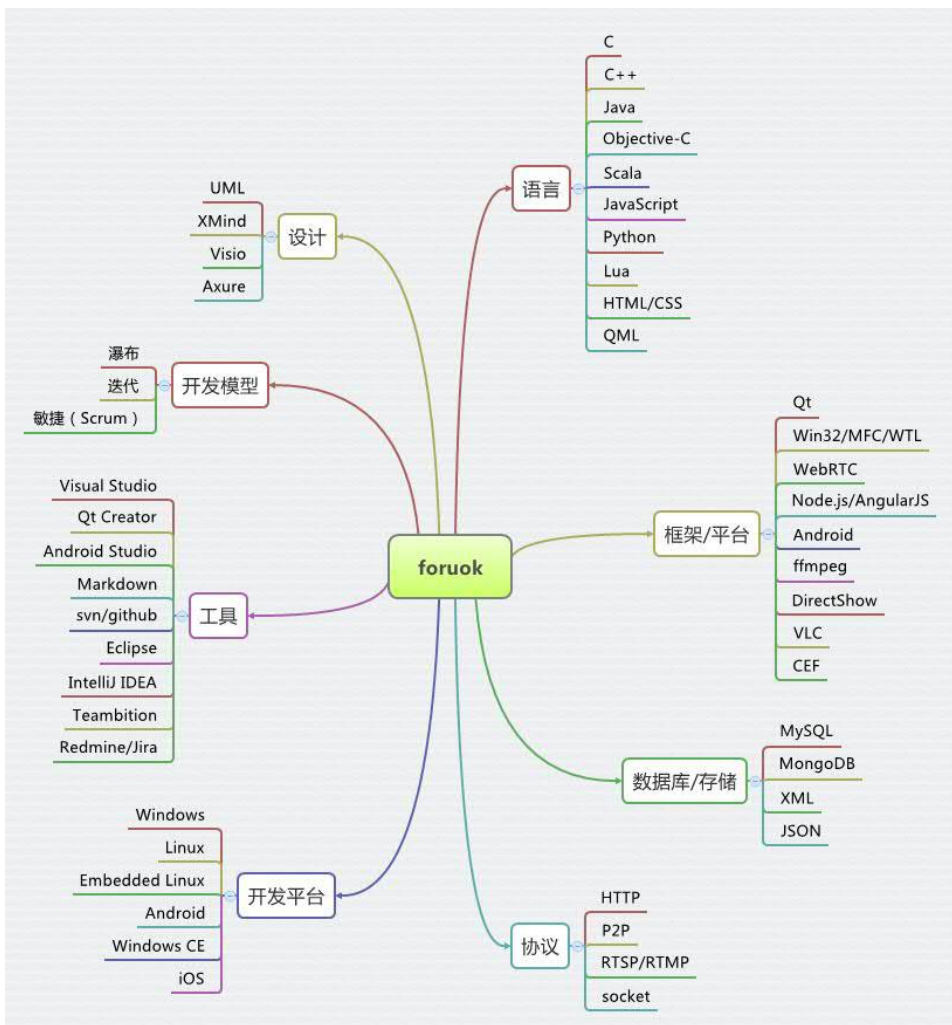 foruok
语言
C
C++
Java
Objective-C
Scala
JavaScript
Python
Lua
HTML/CSS
QML
框架/平台
Qt
Win32/MFC/WTL
WebRTC
Node.js/AngularJS
Android
ffmpeg
DirectShow
VLC
CEF
数据库/存储
MySQL
MongoDB
XML
JSON
协议
HTTP
P2P
RTSP/RTMP
socket
设计
UML
XMind
Visio
Axure
开发模型
瀑布
迭代
敏捷（Scrum）
工具
Visual Studio
Qt Creator
Android Studio
Markdown
svn/github
Eclipse
IntelliJ IDEA
Teambition
Redmine/Jira
开发平台
Windows
Linux
Embedded Linux
Android
Windows CE
iOS